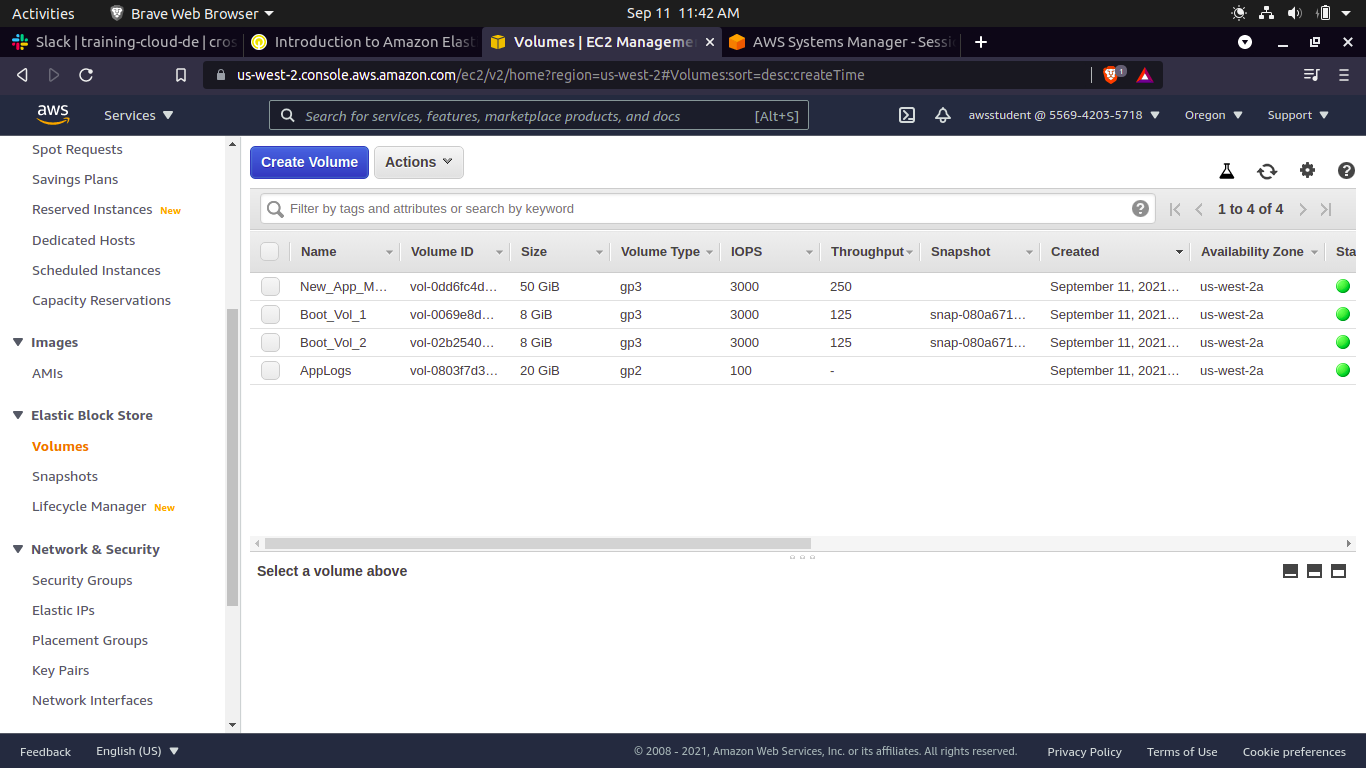 Activities Brave Web Browser Sep 11 11:42 AM
Slack | training-cloud-de | cros Introduction to Amazon Elast Volumes | EC2 Manageme AWS Systems Manager - Sessi
us-west-2.console.aws.amazon.com/ec2/v2/home?region=us-west-2#Volumes:sort=desc:createTime 1
aws Services Search for services, features, marketplace products, and docs [Alt+S] awsstudent @ 5569-4203-5718 Oregon Support
Spot Requests
Savings Plans
Reserved Instances New
Dedicated Hosts
Scheduled Instances
Capacity Reservations
Images
AMIs
Elastic Block Store
Volumes
Snapshots
Lifecycle Manager New
Network & Security
Security Groups
Elastic IPs
Placement Groups
Key Pairs
Network Interfaces
Create Volume Actions
Filter by tags and attributes or search by keyword 1 to 4 of 4
Name Volume ID Size Volume Type IOPS Throughput Snapshot Created Availability Zone Sta
New_App_M... vol-0dd6fc4d... 50 GiB gp3 3000 250 September 11, 2021... us-west-2a
Boot_Vol_1 vol-0069e8d... 8 GiB gp3 3000 125 snap-080a671... September 11, 2021... us-west-2a
Boot_Vol_2 vol-02b2540... 8 GiB gp3 3000 125 snap-080a671... September 11, 2021... us-west-2a
AppLogs vol-0803f7d3... 20 GiB gp2 100 - September 11, 2021... us-west-2a
Select a volume above
Feedback English (US) © 2008 - 2021, Amazon Web Services, Inc. or its affiliates. All rights reserved. Privacy Policy Terms of Use Cookie preferences